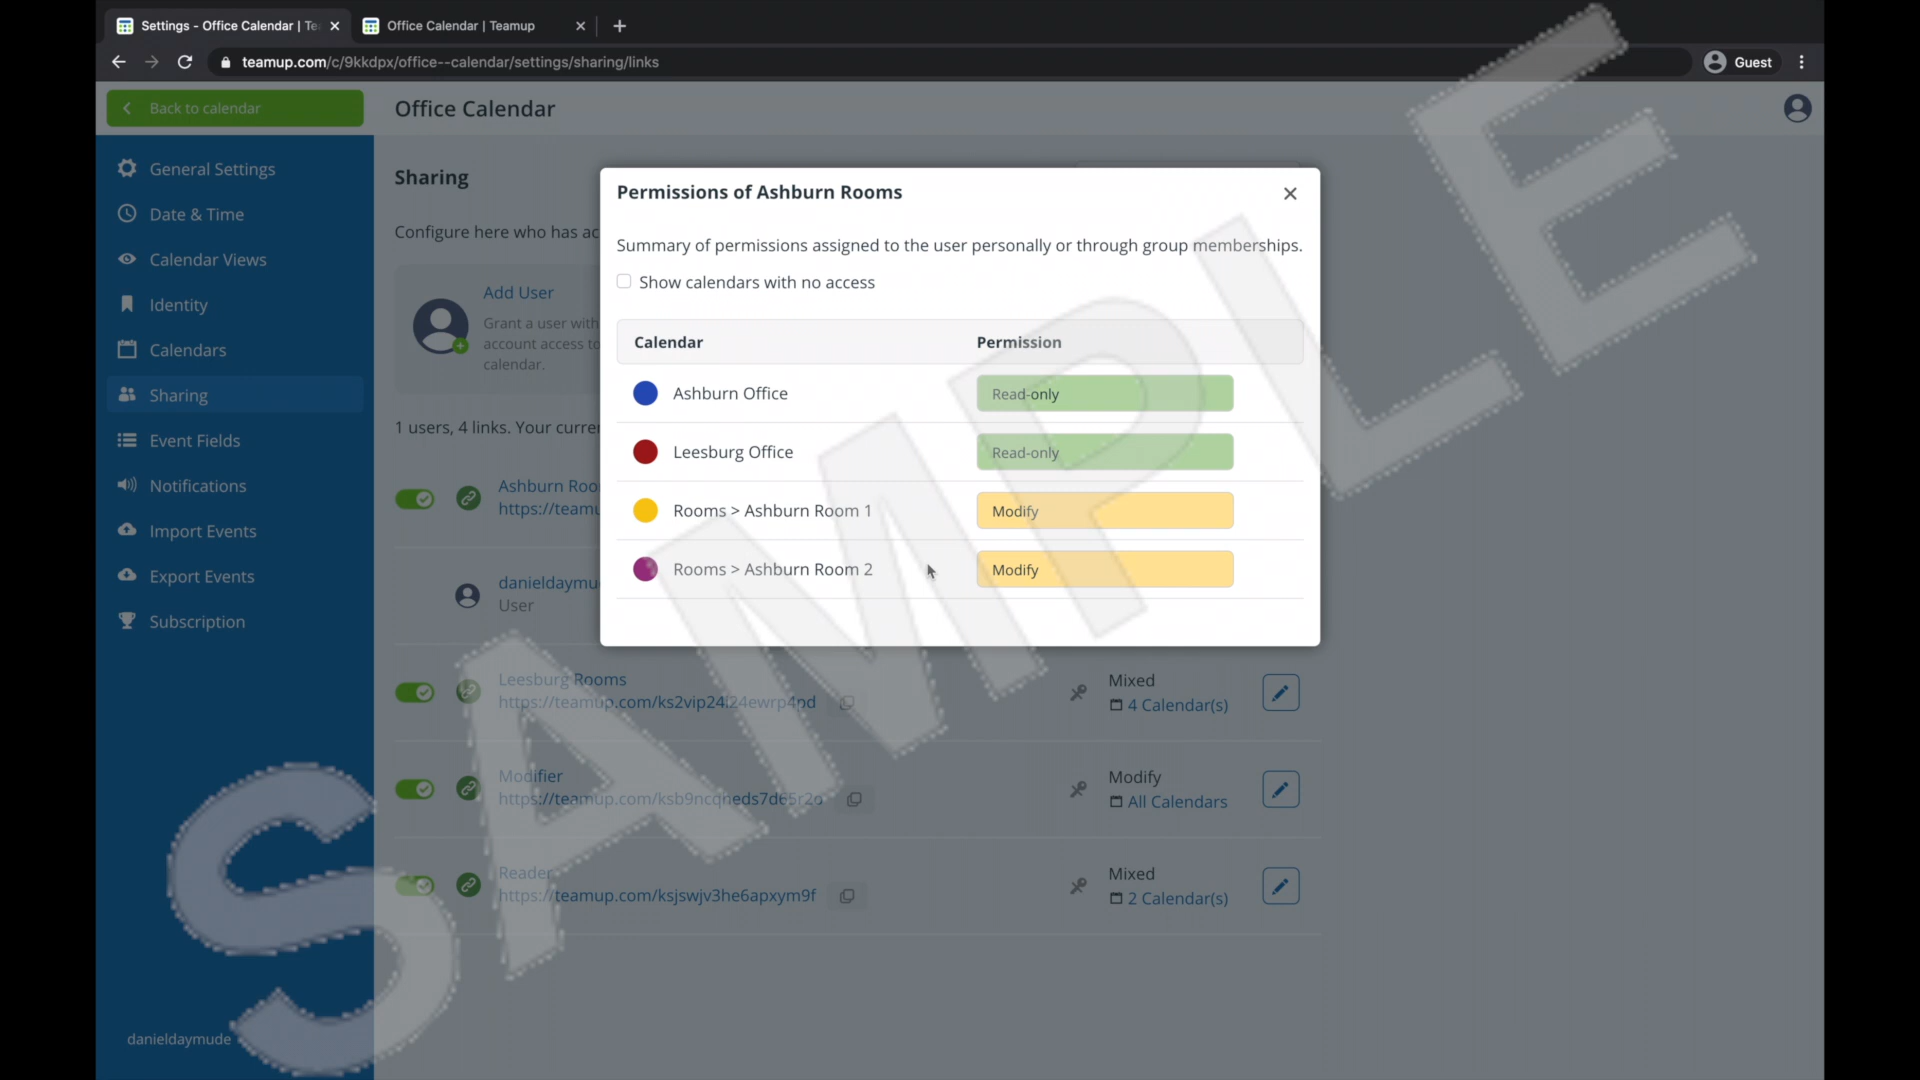 Settings - Office Calendar | Te
Office Calendar | Teamup
teamup.com/c/9kkdpx/office--calendar/settings/sharing/links
Guest
Back to calendar
Office Calendar
General Settings
Date & Time
Calendar Views
Identity
Calendars
Sharing
Event Fields
Notifications
Import Events
Export Events
Subscription
danieldaymude
Sharing
Configure here who has ac
Add User
Grant a user with
account access to
calendar.
1 users, 4 links. Your curre
Ashburn Roo
https://teamu
danieldaymu
User
Permissions of Ashburn Rooms
Summary of permissions assigned to the user personally or through group memberships.
Show calendars with no access
Calendar Permission
Ashburn Office Read-only
Leesburg Office Read-only
Rooms > Ashburn Room 1 Modify
Rooms > Ashburn Room 2 Modify
Leesburg Rooms
https://teamup.com/ks2vip24l24ewrp4pd
Mixed
4 Calendar(s)
Modifier
Modify
All Calendars
Reader
https://teamup.com/ksjswjv3he6apxym9f
Mixed
2 Calendar(s)
SAMPLE